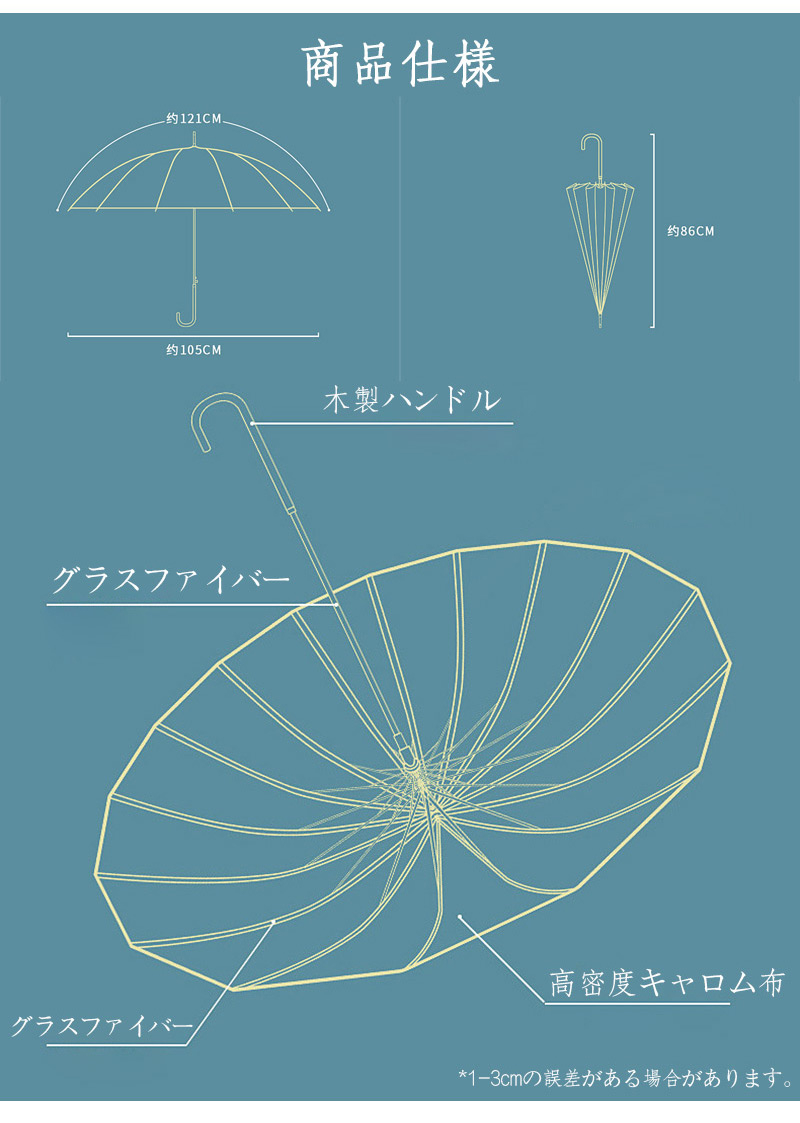 商品仕様
约121CM
约86CM
约105CM
木製ハンドル
グラスファイバー
高密度キャロム布
グラスファイバー
*1-3cmの誤差がある場合があります。